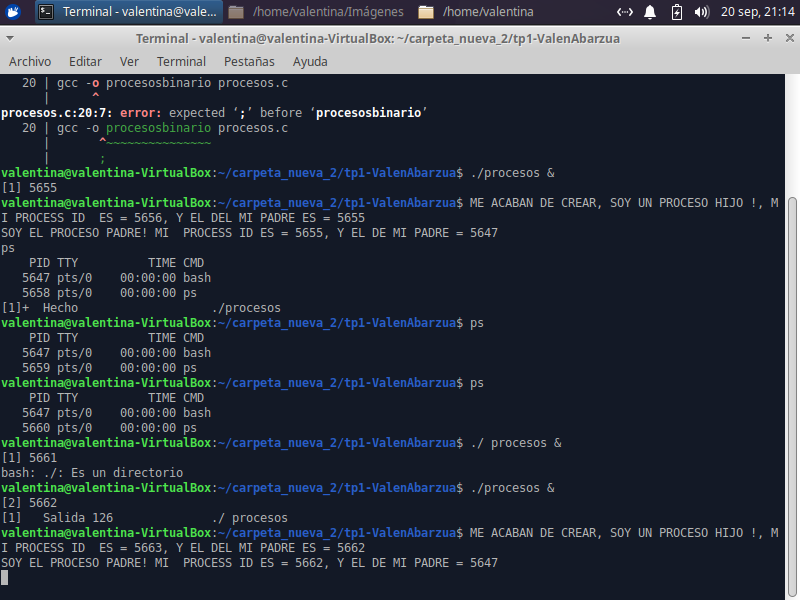 Terminal - valentina@vale...
/home/valentina/Imágenes
/home/valentina
20 sep, 21:14
Terminal - valentina@valentina-VirtualBox: ~/carpeta_nueva_2/tp1-ValenAbarzua
Archivo Editar Ver Terminal Pestañas Ayuda
20 | gcc -o procesosbinario procesos.c
| ^
procesos.c:20:7: error: expected ‘;’ before ‘procesosbinario’
20 | gcc -o procesosbinario procesos.c
| ^~~~~~~~~~~~~~~~
| ;
valentina@valentina-VirtualBox:~/carpeta_nueva_2/tp1-ValenAbarzua$ ./procesos &
[1] 5655
valentina@valentina-VirtualBox:~/carpeta_nueva_2/tp1-ValenAbarzua$ ME ACABAN DE CREAR, SOY UN PROCESO HIJO !, M
I PROCESS ID  ES = 5656, Y EL DEL MI PADRE ES = 5655
SOY EL PROCESO PADRE! MI  PROCESS ID ES = 5655, Y EL DE MI PADRE = 5647
ps
PID TTY          TIME CMD
5647 pts/0    00:00:00 bash
5658 pts/0    00:00:00 ps
[1]+  Hecho                   ./procesos
valentina@valentina-VirtualBox:~/carpeta_nueva_2/tp1-ValenAbarzua$ ps
PID TTY          TIME CMD
5647 pts/0    00:00:00 bash
5659 pts/0    00:00:00 ps
valentina@valentina-VirtualBox:~/carpeta_nueva_2/tp1-ValenAbarzua$ ps
PID TTY          TIME CMD
5647 pts/0    00:00:00 bash
5660 pts/0    00:00:00 ps
valentina@valentina-VirtualBox:~/carpeta_nueva_2/tp1-ValenAbarzua$ ./ procesos &
[1] 5661
bash: ./: Es un directorio
valentina@valentina-VirtualBox:~/carpeta_nueva_2/tp1-ValenAbarzua$ ./procesos &
[2] 5662
[1]   Salida 126              ./ procesos
valentina@valentina-VirtualBox:~/carpeta_nueva_2/tp1-ValenAbarzua$ ME ACABAN DE CREAR, SOY UN PROCESO HIJO !, M
I PROCESS ID  ES = 5663, Y EL DEL MI PADRE ES = 5662
SOY EL PROCESO PADRE! MI  PROCESS ID ES = 5662, Y EL DE MI PADRE = 5647